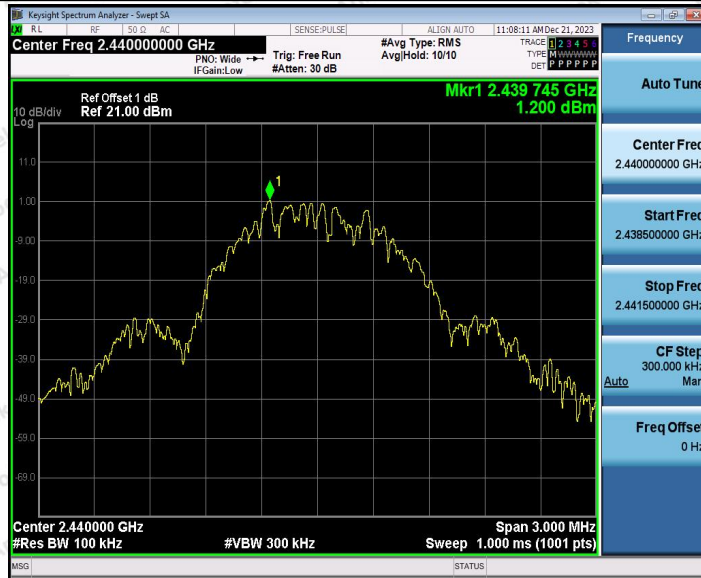 Keysight Spectrum Analyzer - Swept SA
LXI RL RF 50 Ω AC SENSE:PULSE ALIGN AUTO 11:08:11 AM Dec 21, 2023
Center Freq 2.440000000 GHz
PNO: Wide
IFGain:Low
Trig: Free Run
#Atten: 30 dB
#Avg Type: RMS
Avg|Hold: 10/10
TRACE 1 2 3 4 5 6
TYPE M WWWWW
DET P P P P P P
Mkr1 2.439 745 GHz
1.200 dBm
Ref Offset 1 dB
10 dB/div Ref 21.00 dBm
Log
11.0
1
1.00
-9.00
-19.0
-29.0
-39.0
-49.0
-59.0
-69.0
Center 2.440000 GHz Span 3.000 MHz
#Res BW 100 kHz #VBW 300 kHz Sweep 1.000 ms (1001 pts)
MSG STATUS
Frequency
Auto Tune
Center Freq
2.440000000 GHz
Start Freq
2.438500000 GHz
Stop Freq
2.441500000 GHz
CF Step
300.000 kHz
Auto Man
Freq Offset
0 Hz